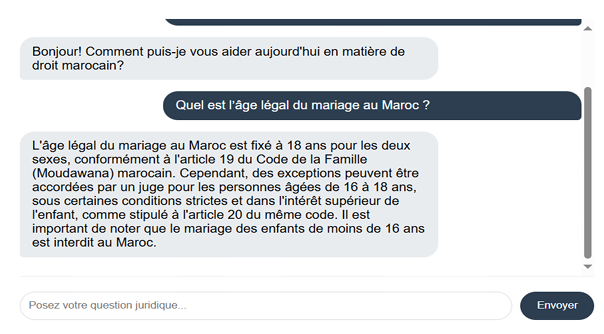 Bonjour! Comment puis-je vous aider aujourd'hui en matière de
droit marocain?
Quel est l'âge légal du mariage au Maroc ?
L'âge légal du mariage au Maroc est fixé à 18 ans pour les deux
sexes, conformément à l'article 19 du Code de la Famille
(Moudawana) marocain. Cependant, des exceptions peuvent être
accordées par un juge pour les personnes âgées de 16 à 18 ans,
sous certaines conditions strictes et dans l'intérêt supérieur de
l'enfant, comme stipulé à l'article 20 du même code. Il est
important de noter que le mariage des enfants de moins de 16 ans
est interdit au Maroc.
Posez votre question juridique...
Envoyer